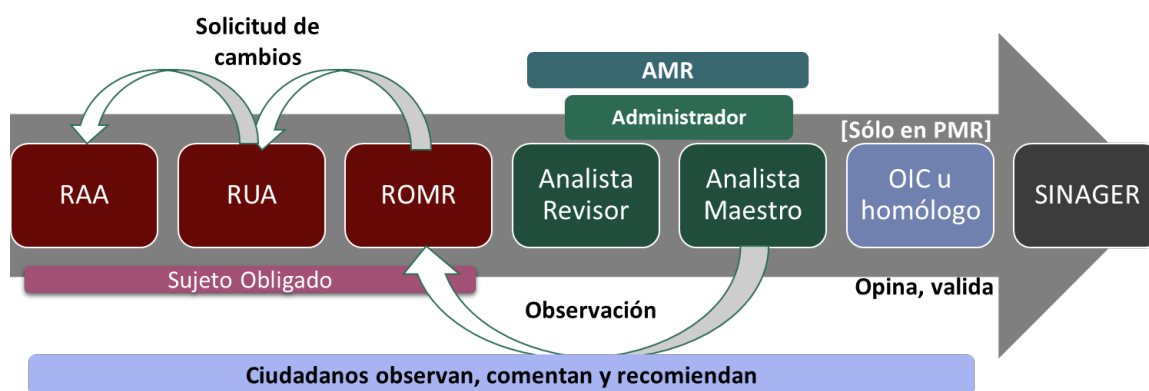 Solicitud de
cambios
AMR
Administrador
[Sólo en PMR]
RAA
RUA
ROMR
Analista
Revisor
Analista
Maestro
OIC u
homólogo
SINAGER
Sujeto Obligado
Observación
Opina, valida
Ciudadanos observan, comentan y recomiendan